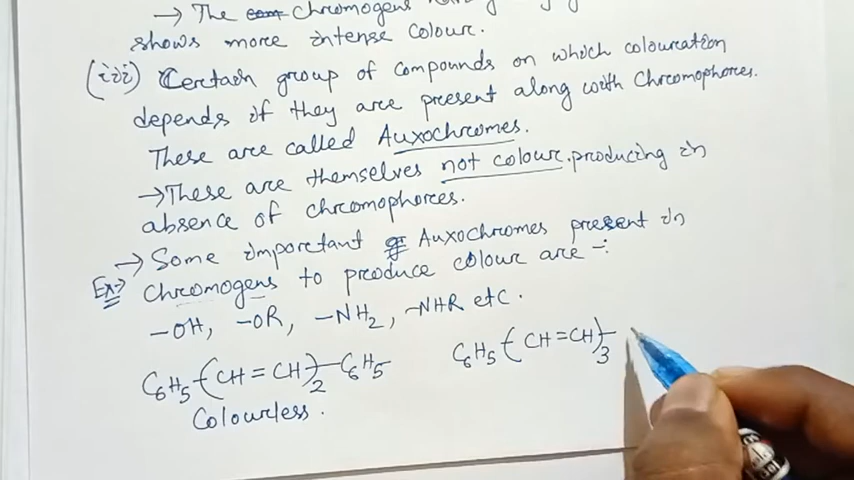 → The Chromogens
shows more intense colour.
(iii) Certain group of compounds on which colouration
depends if they are present along with Chromophores.
These are called Auxochromes.
→ These are themselves not colour producing in
absence of chromophores.
→ Some important Auxochromes present in
Ex→ chromogens to produce colour are –:
–OH, –OR, –NH₂, –NHR etc.
C₆H₅–(CH=CH)₂–C₆H₅ C₆H₅–(CH=CH)₃–
Colourless.